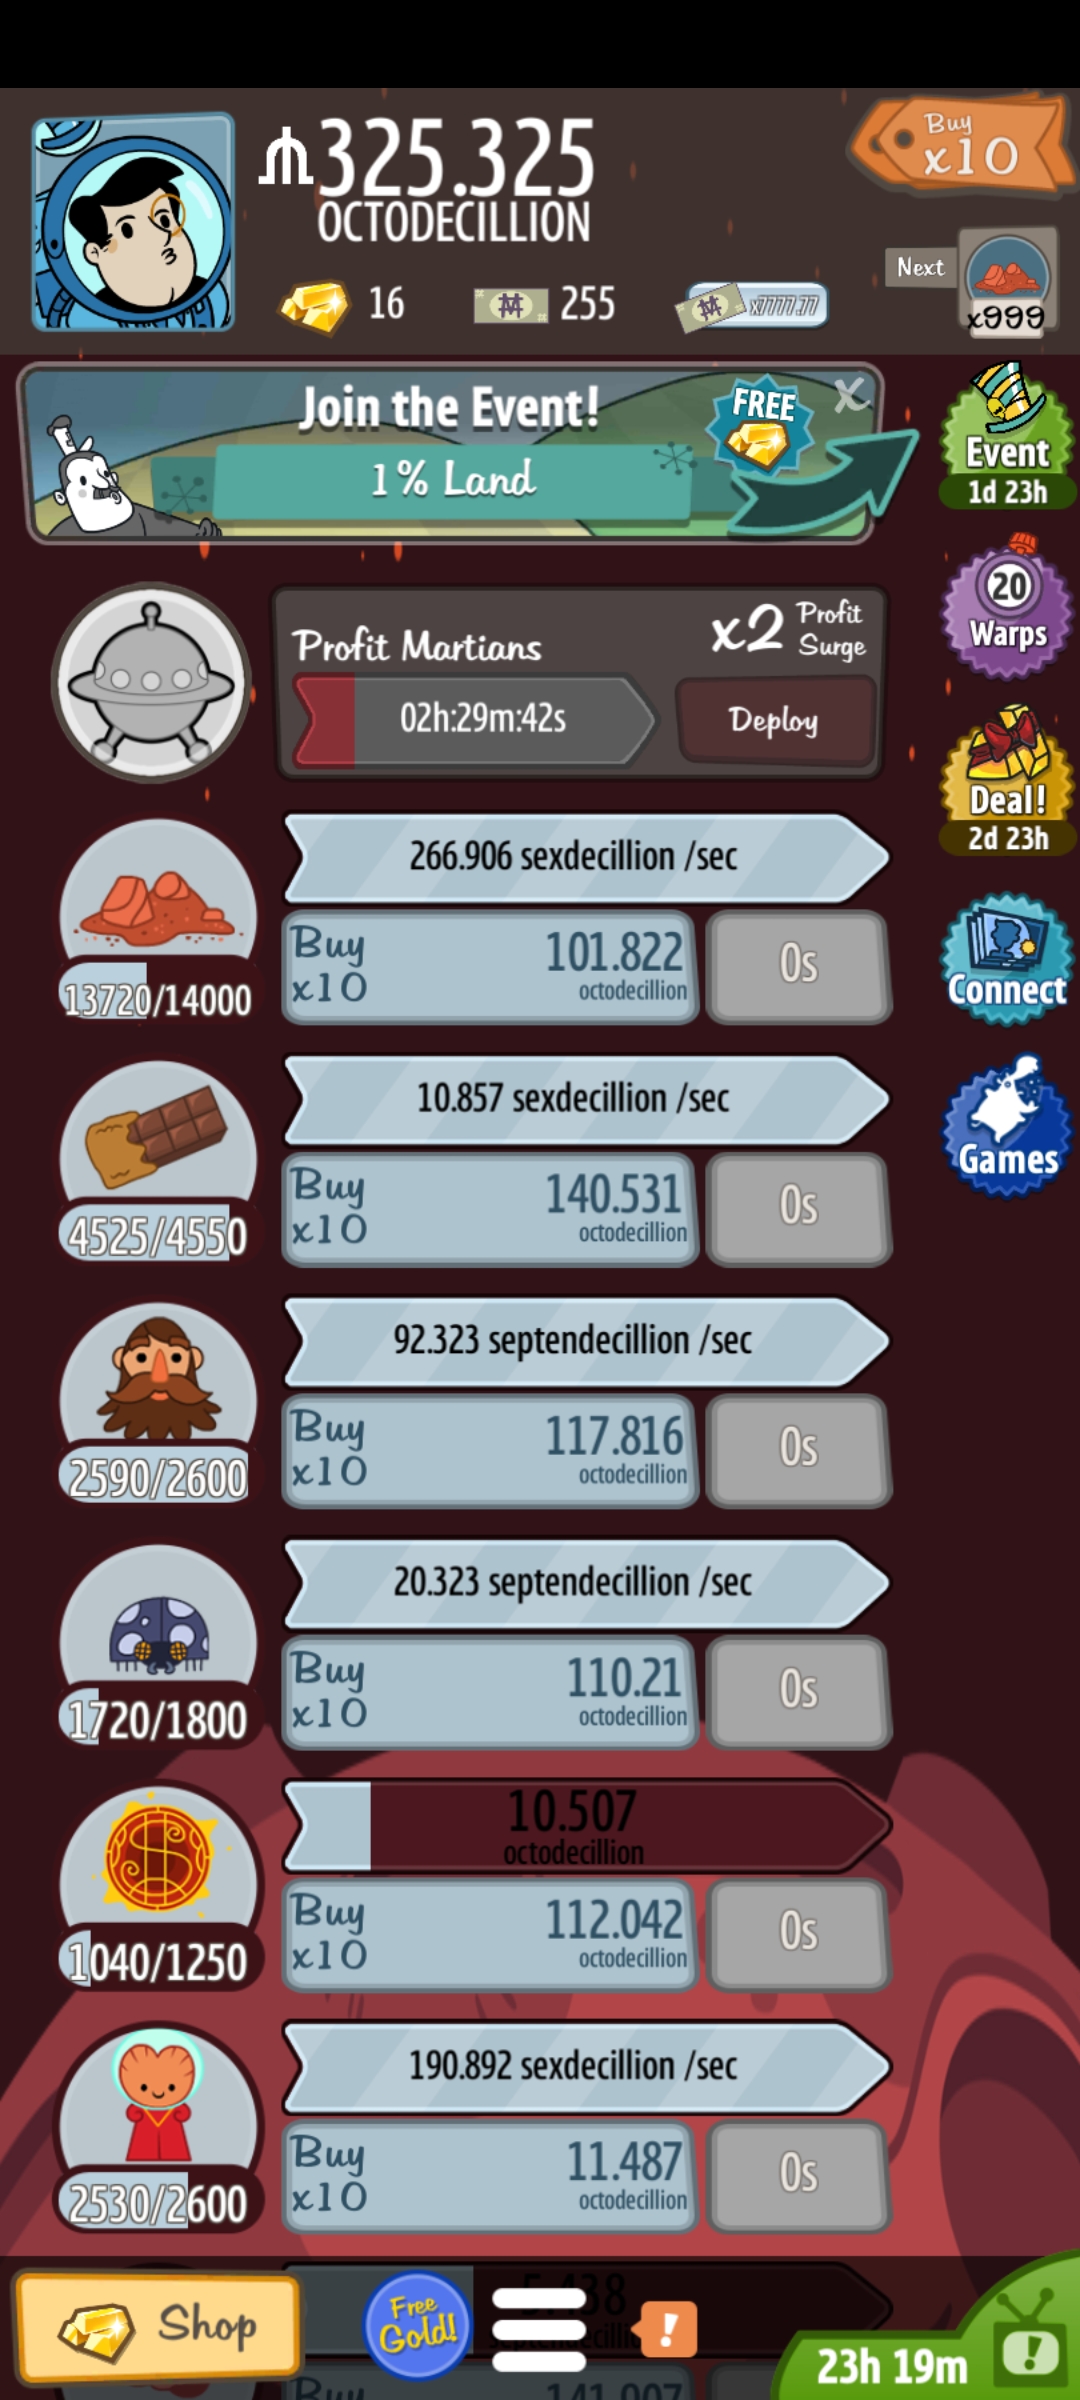 325.325
OCTODECILLION
Buy
x10
16
255
x7777.77
Next
x999
Join the Event!
1% Land
FREE
X
Event
1d 23h
20
Warps
Profit Martians
x2 Profit
Surge
02h:29m:42s
Deploy
Deal!
2d 23h
266.906 sexdecillion /sec
Buy
x10
101.822
octodecillion
0s
13720/14000
Connect
10.857 sexdecillion /sec
Buy
x10
140.531
octodecillion
0s
4525/4550
Games
92.323 septendecillion /sec
Buy
x10
117.816
octodecillion
0s
2590/2600
20.323 septendecillion /sec
Buy
x10
110.21
octodecillion
0s
1720/1800
10.507
octodecillion
Buy
x10
112.042
octodecillion
0s
1040/1250
190.892 sexdecillion /sec
Buy
x10
11.487
octodecillion
0s
2530/2600
Shop
Free
Gold!
!
23h 19m
!